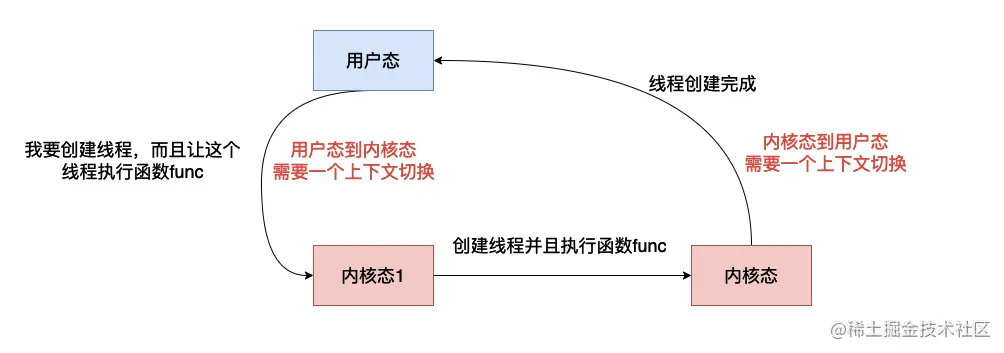 用户态
线程创建完成
我要创建线程，而且让这个
线程执行函数func
用户态到内核态
需要一个上下文切换
内核态到用户态
需要一个上下文切换
创建线程并且执行函数func
内核态1
内核态
@稀土掘金技术社区